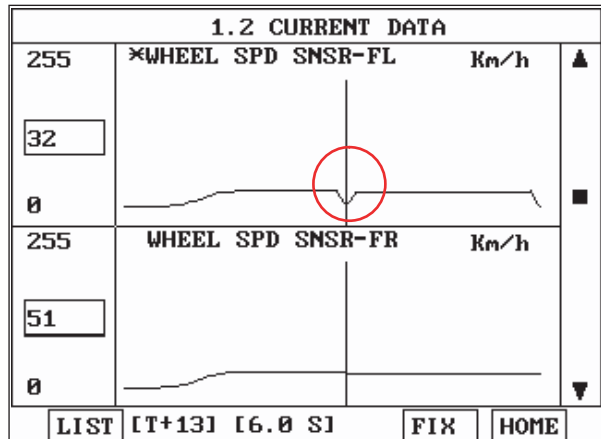 1.2 CURRENT DATA
255 *WHEEL SPD SNSR-FL Km/h
32
0
255 WHEEL SPD SNSR-FR Km/h
51
0
LIST [T+13] [6.0 S] FIX HOME